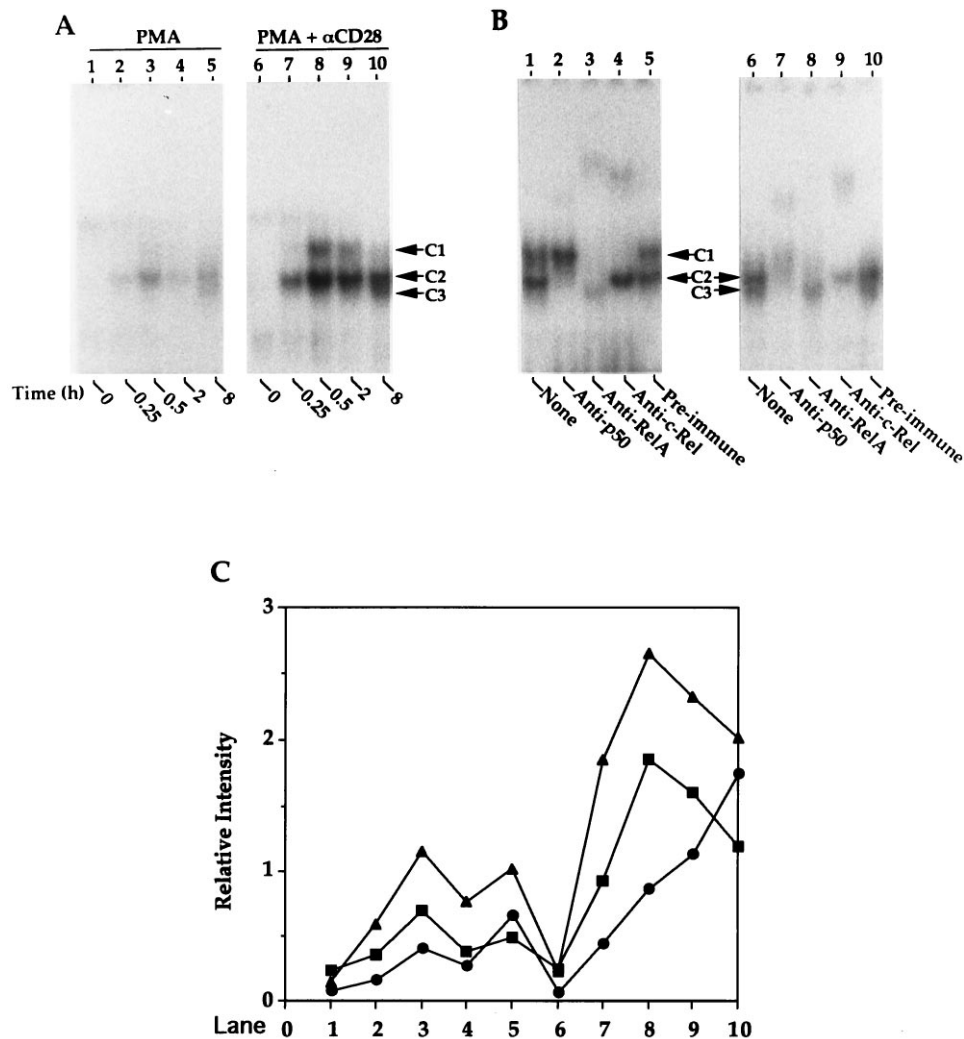 A
PMA
PMA + αCD28
1 2 3 4 5
6 7 8 9 10
C1
C2
C3
Time (h)
0 0.25 0.5 2 8
0 0.25 0.5 2 8
B
1 2 3 4 5
6 7 8 9 10
C1
C2
C3
None
Anti-p50
Anti-RelA
Anti-c-Rel
Pre-immune
None
Anti-p50
Anti-RelA
Anti-c-Rel
Pre-immune
C
3
2
1
0
Relative Intensity
Lane 0 1 2 3 4 5 6 7 8 9 10